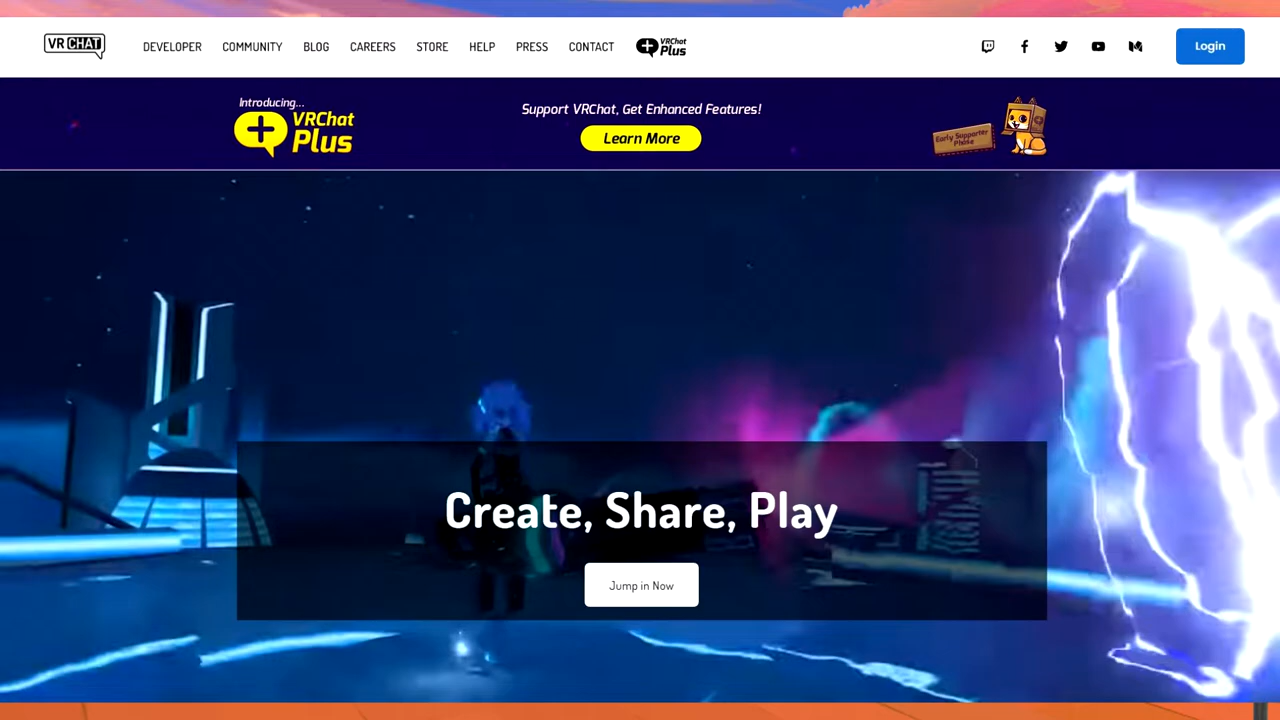 VR CHAT
DEVELOPER COMMUNITY BLOG CAREERS STORE HELP PRESS CONTACT VRChat Plus
Login
Introducing...
VRChat Plus
Support VRChat, Get Enhanced Features!
Learn More
Early Supporter
Phase
Create, Share, Play
Jump in Now